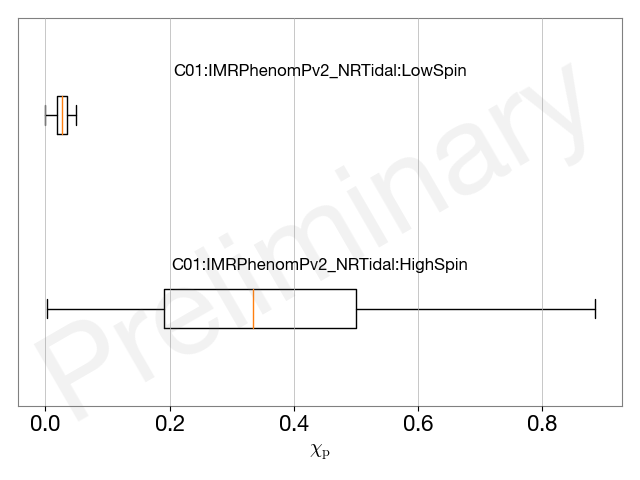 C01:IMRPhenomPv2_NRTidal:LowSpin
Preliminary
C01:IMRPhenomPv2_NRTidal:HighSpin
0.0 0.2 0.4 0.6 0.8
χp